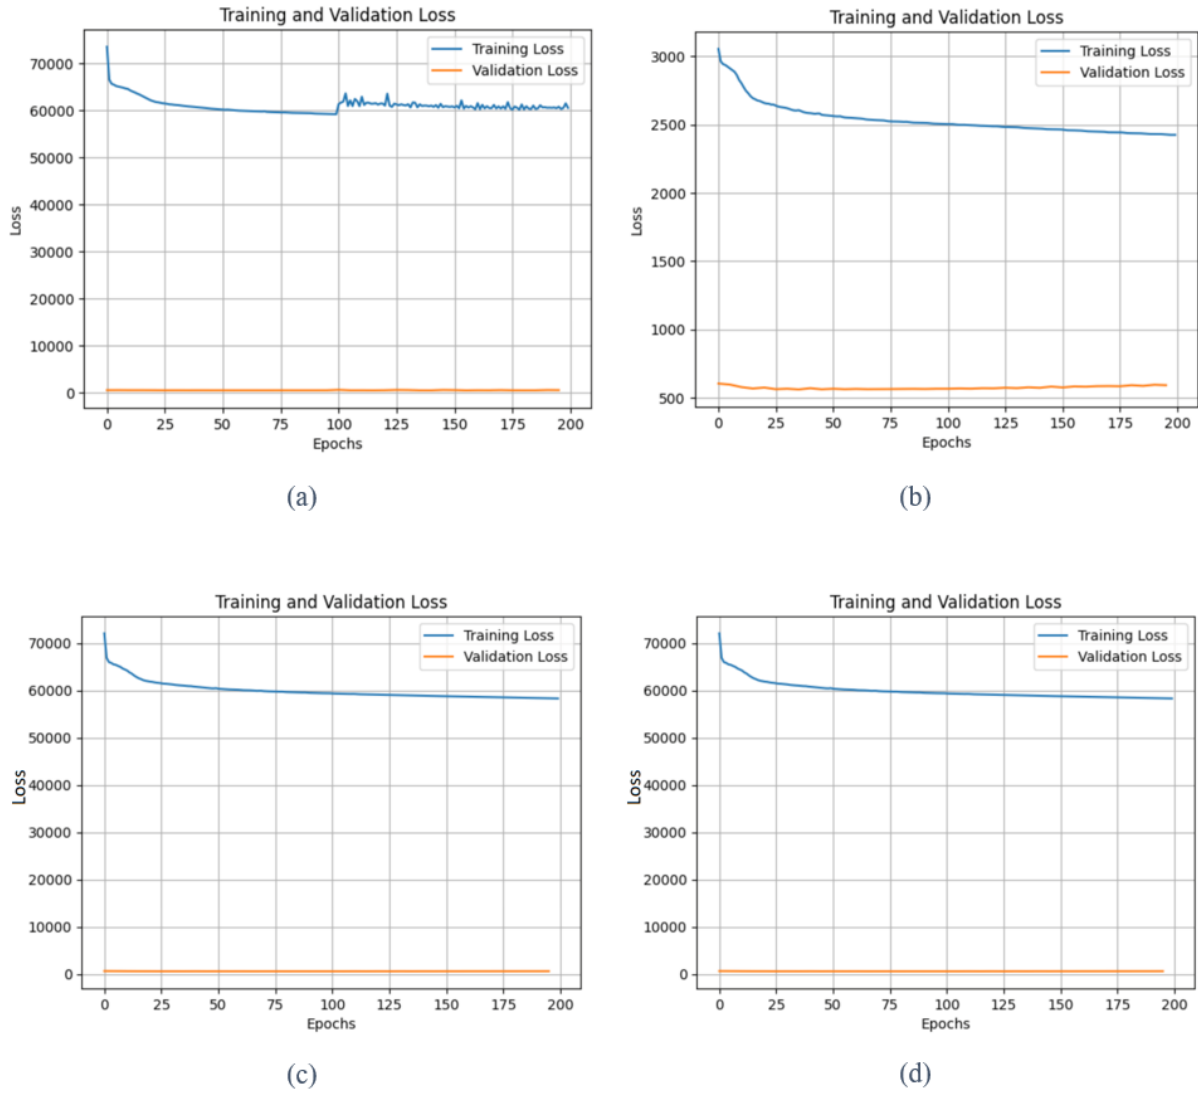 Training and Validation Loss
Training Loss
Validation Loss
70000
60000
50000
40000
30000
20000
10000
0
Loss
0 25 50 75 100 125 150 175 200
Epochs
(a)
Training and Validation Loss
Training Loss
Validation Loss
3000
2500
2000
1500
1000
500
Loss
0 25 50 75 100 125 150 175 200
Epochs
(b)
Training and Validation Loss
Training Loss
Validation Loss
70000
60000
50000
40000
30000
20000
10000
0
Loss
0 25 50 75 100 125 150 175 200
Epochs
(c)
Training and Validation Loss
Training Loss
Validation Loss
70000
60000
50000
40000
30000
20000
10000
0
Loss
0 25 50 75 100 125 150 175 200
Epochs
(d)